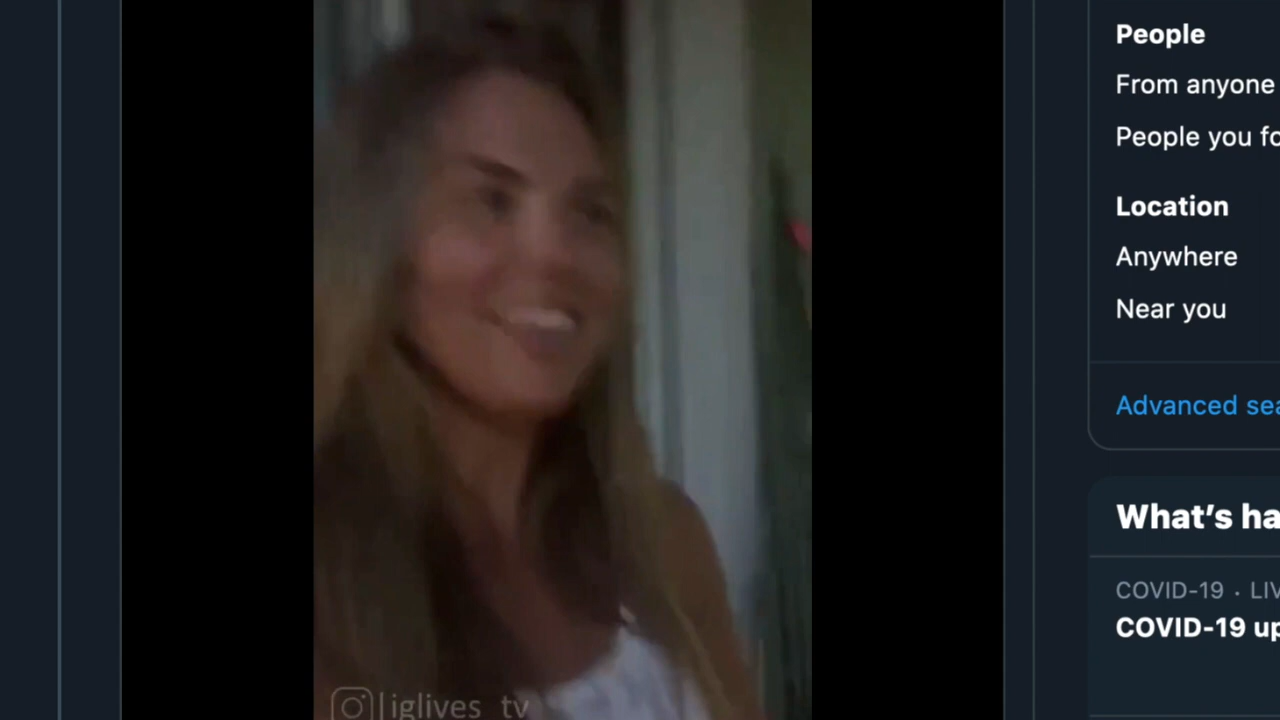 People
From anyone
People you fo
Location
Anywhere
Near you
Advanced sea
What's ha
COVID-19 · LIV
COVID-19 up
iglives_tv